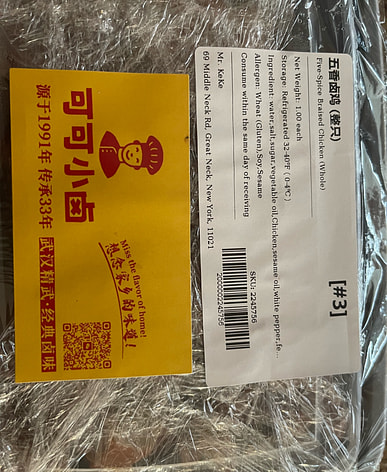 五香卤鸡 (整只)
Five-Spice Braised Chicken (Whole)
[#3]
Net Weight: 1.00 each
Storage: Refrigerated 32-40°F ( 0-4°C )
Ingredient: water,salt,sugar,vegetable oil,Chicken,sesame oil,white pepper,fe...
Allergen: Wheat (Gluten),Soy,Sesame
Consume within the same day of receiving
SKU: 2245756
200002245756
Mr. KeKe
69 Middle Neck Rd, Great Neck, New York, 11021
可可小卤
源于1991年 传承33年
武汉精武·经典卤味
Miss the flavor of home!
想念家乡的味道!